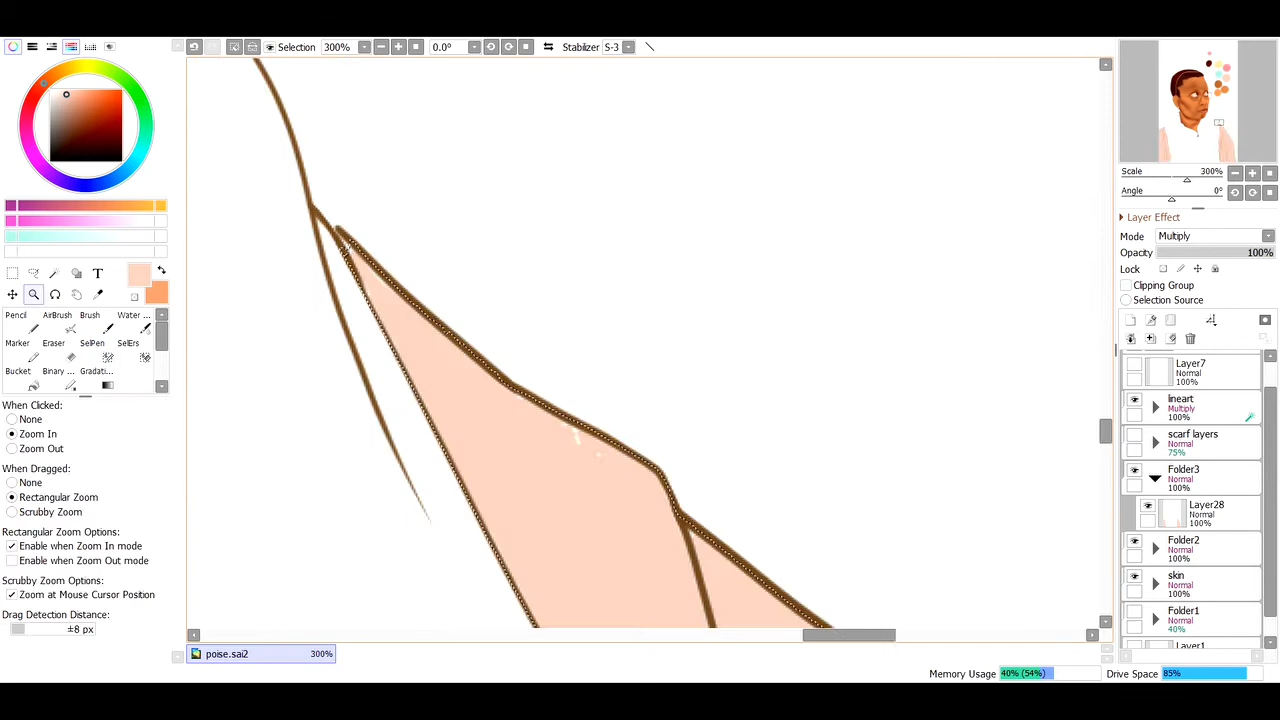 Selection 300% 0.0° Stabilizer S-3
T
Pencil AirBrush Brush Water ...
Marker Eraser SelPen SelErs
Bucket Binary ... Gradati...
When Clicked:
None
Zoom In
Zoom Out
When Dragged:
None
Rectangular Zoom
Scrubby Zoom
Rectangular Zoom Options:
Enable when Zoom In mode
Enable when Zoom Out mode
Scrubby Zoom Options:
Zoom at Mouse Cursor Position
Drag Detection Distance:
±8 px
poise.sai2 300%
Scale 300%
Angle 0°
Layer Effect
Mode Multiply
Opacity 100%
Lock
Clipping Group
Selection Source
Layer7
Normal
100%
lineart
Multiply
100%
scarf layers
Normal
75%
Folder3
Normal
100%
Layer28
Normal
100%
Folder2
Normal
100%
skin
Normal
100%
Folder1
Normal
40%
Layer1
Memory Usage 40% (54%) Drive Space 85%